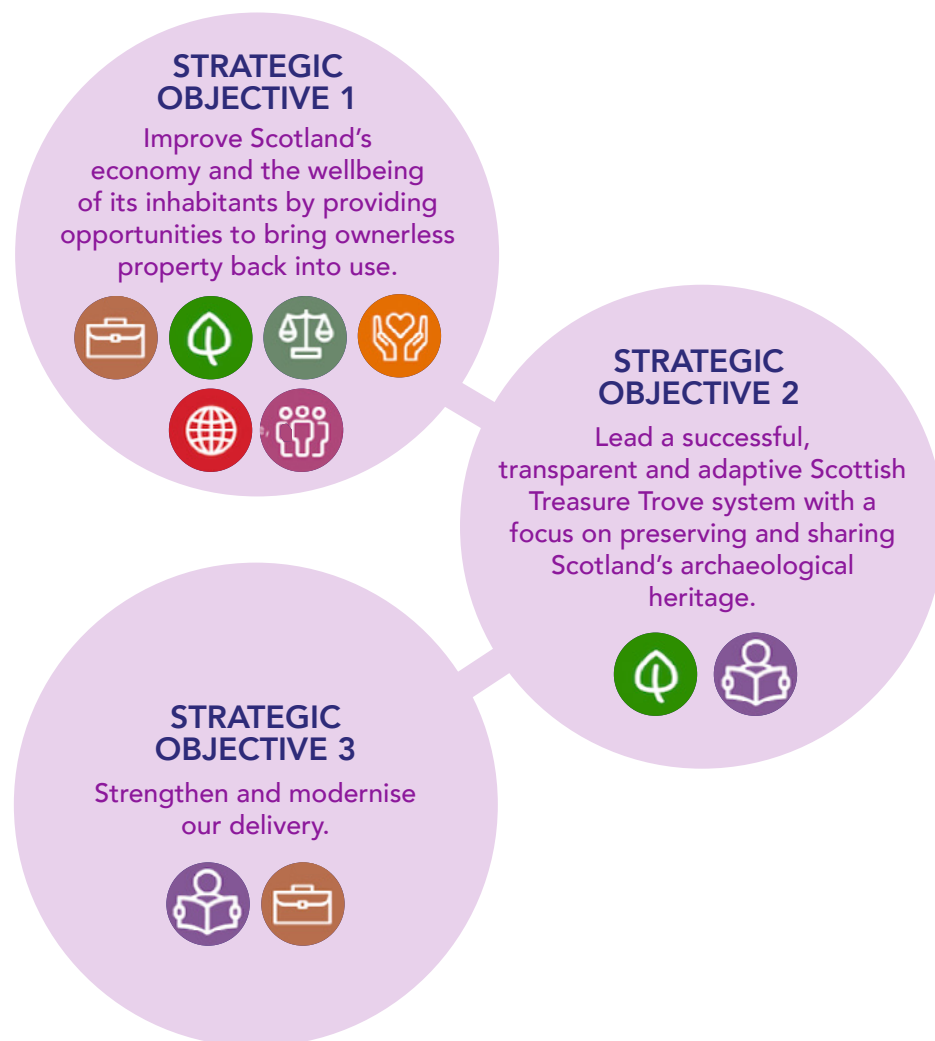 STRATEGIC
OBJECTIVE 1
Improve Scotland’s
economy and the wellbeing
of its inhabitants by providing
opportunities to bring ownerless
property back into use.
STRATEGIC
OBJECTIVE 2
Lead a successful,
transparent and adaptive Scottish
Treasure Trove system with a
focus on preserving and sharing
Scotland’s archaeological
heritage.
STRATEGIC
OBJECTIVE 3
Strengthen and modernise
our delivery.